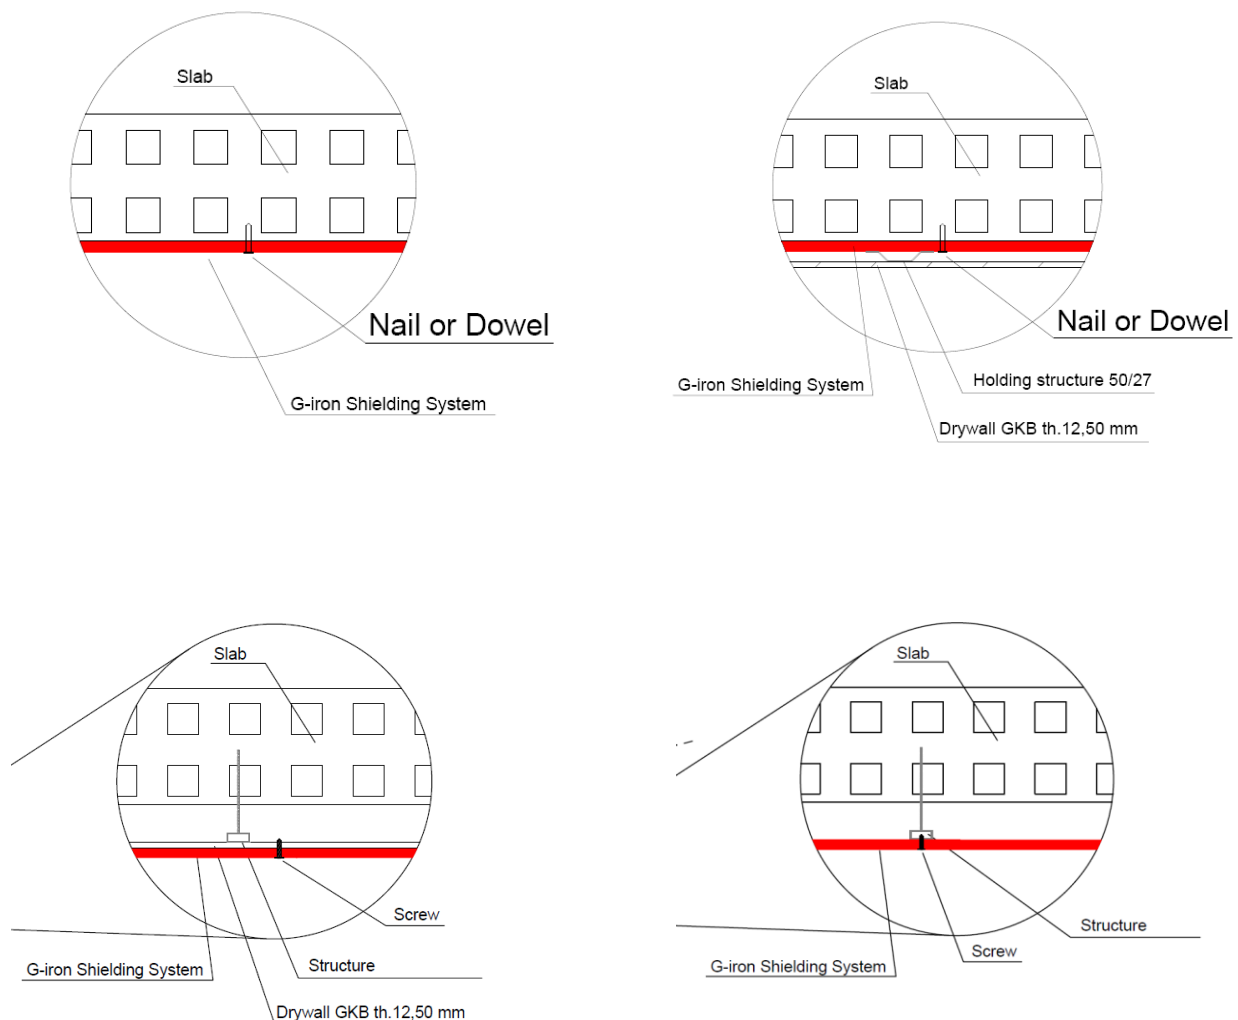 Slab
Nail or Dowel
G-iron Shielding System
Slab
Nail or Dowel
G-iron Shielding System
Holding structure 50/27
Drywall GKB th.12,50 mm
Slab
Screw
G-iron Shielding System
Structure
Drywall GKB th.12,50 mm
Slab
Structure
Screw
G-iron Shielding System